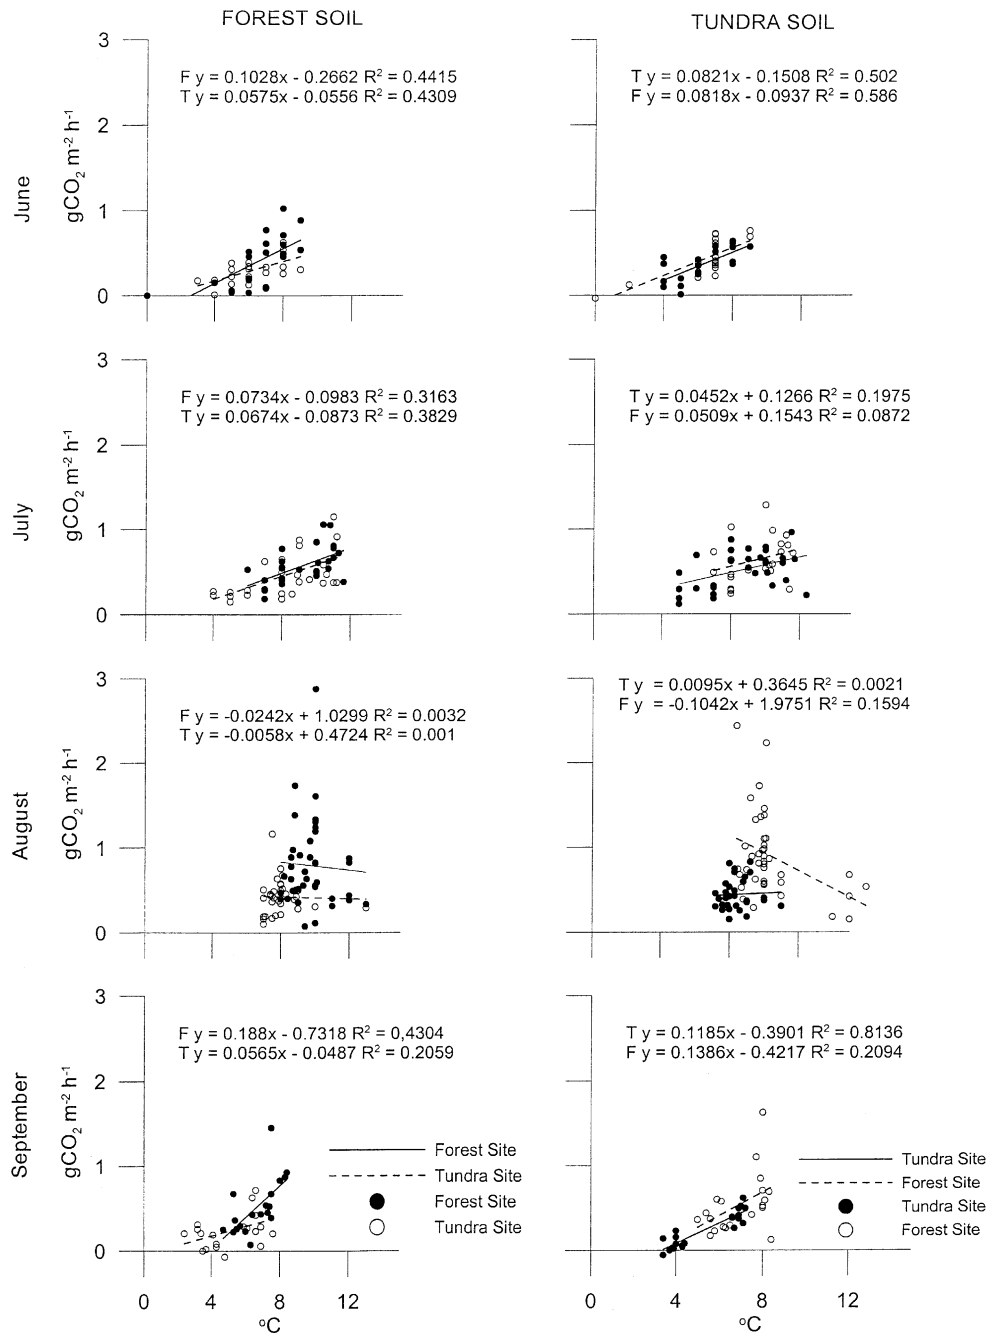 FOREST SOIL
TUNDRA SOIL
June
gCO₂ m⁻² h⁻¹
3
2
1
0
F y = 0.1028x - 0.2662 R² = 0.4415
T y = 0.0575x - 0.0556 R² = 0.4309
T y = 0.0821x - 0.1508 R² = 0.502
F y = 0.0818x - 0.0937 R² = 0.586
July
gCO₂ m⁻² h⁻¹
3
2
1
0
F y = 0.0734x - 0.0983 R² = 0.3163
T y = 0.0674x - 0.0873 R² = 0.3829
T y = 0.0452x + 0.1266 R² = 0.1975
F y = 0.0509x + 0.1543 R² = 0.0872
August
gCO₂ m⁻² h⁻¹
3
2
1
0
F y = -0.0242x + 1.0299 R² = 0.0032
T y = -0.0058x + 0.4724 R² = 0.001
T y = 0.0095x + 0.3645 R² = 0.0021
F y = -0.1042x + 1.9751 R² = 0.1594
September
gCO₂ m⁻² h⁻¹
3
2
1
0
F y = 0.188x - 0.7318 R² = 0,4304
T y = 0.0565x - 0.0487 R² = 0.2059
T y = 0.1185x - 0.3901 R² = 0.8136
F y = 0.1386x - 0.4217 R² = 0.2094
Forest Site
Tundra Site
Forest Site
Tundra Site
Tundra Site
Forest Site
Tundra Site
Forest Site
0 4 8 12
ºC
0 4 8 12
ºC